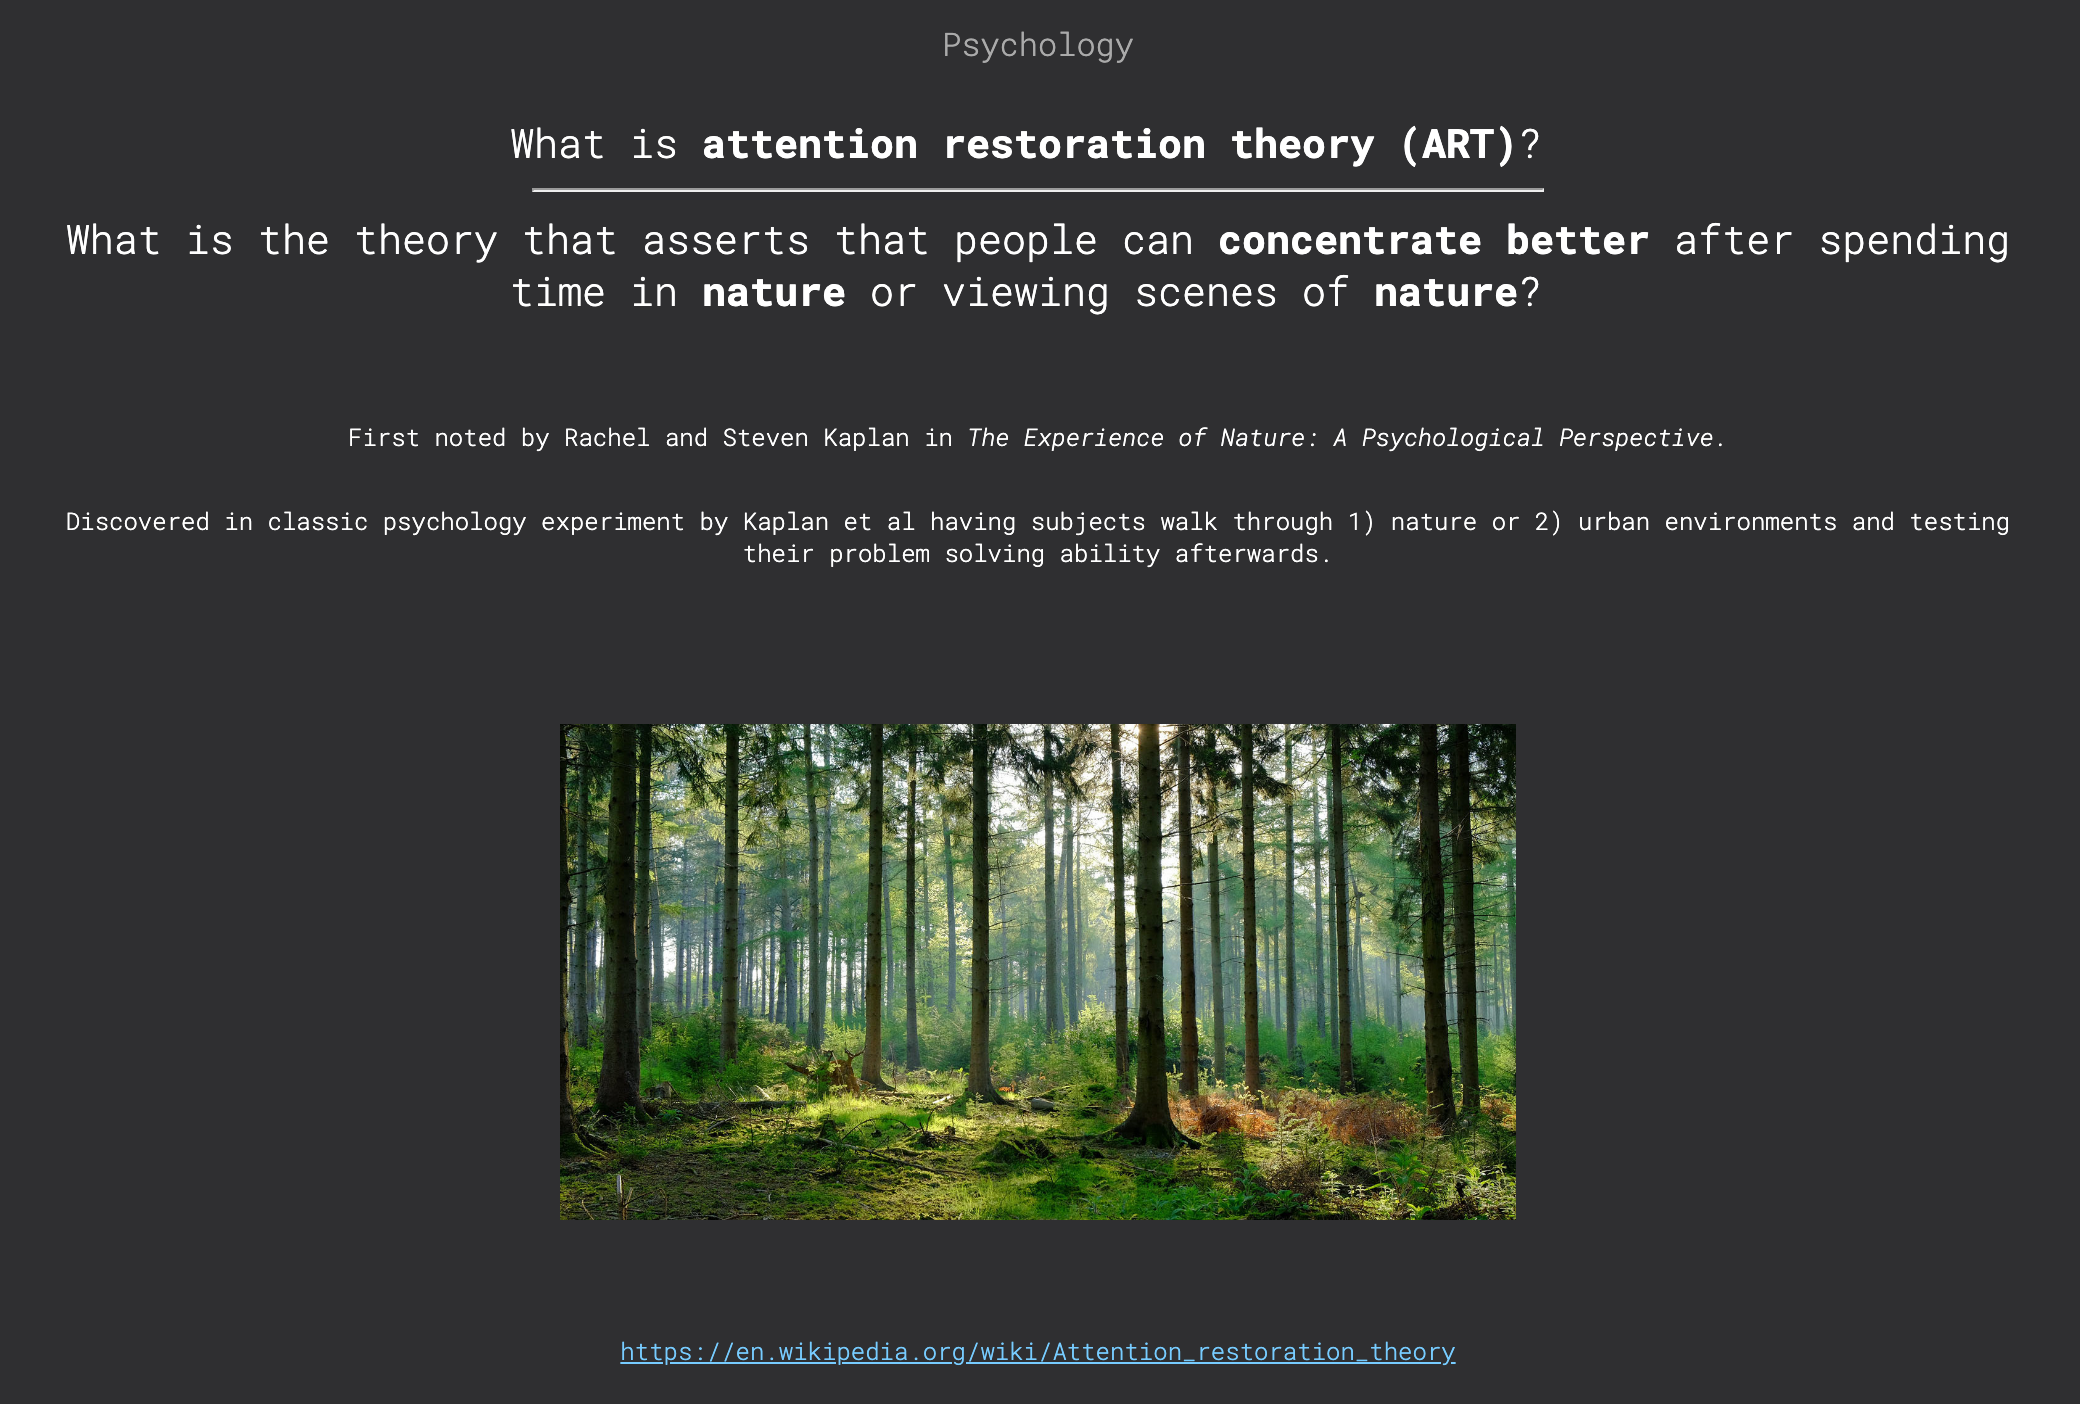 Psychology
What is attention restoration theory (ART)?
What is the theory that asserts that people can concentrate better after spending
time in nature or viewing scenes of nature?
First noted by Rachel and Steven Kaplan in The Experience of Nature: A Psychological Perspective.
Discovered in classic psychology experiment by Kaplan et al having subjects walk through 1) nature or 2) urban environments and testing
their problem solving ability afterwards.
https://en.wikipedia.org/wiki/Attention_restoration_theory